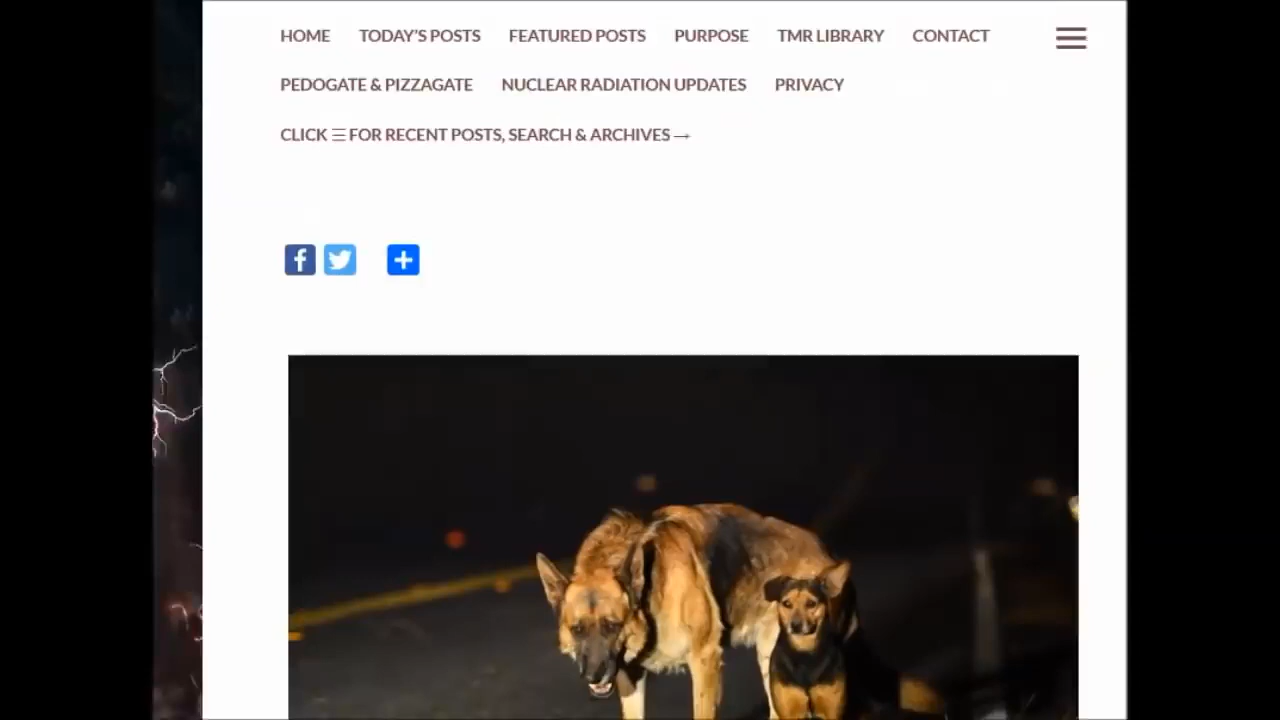 HOME TODAY'S POSTS FEATURED POSTS PURPOSE TMR LIBRARY CONTACT
PEDOGATE & PIZZAGATE NUCLEAR RADIATION UPDATES PRIVACY
CLICK ☰ FOR RECENT POSTS, SEARCH & ARCHIVES →